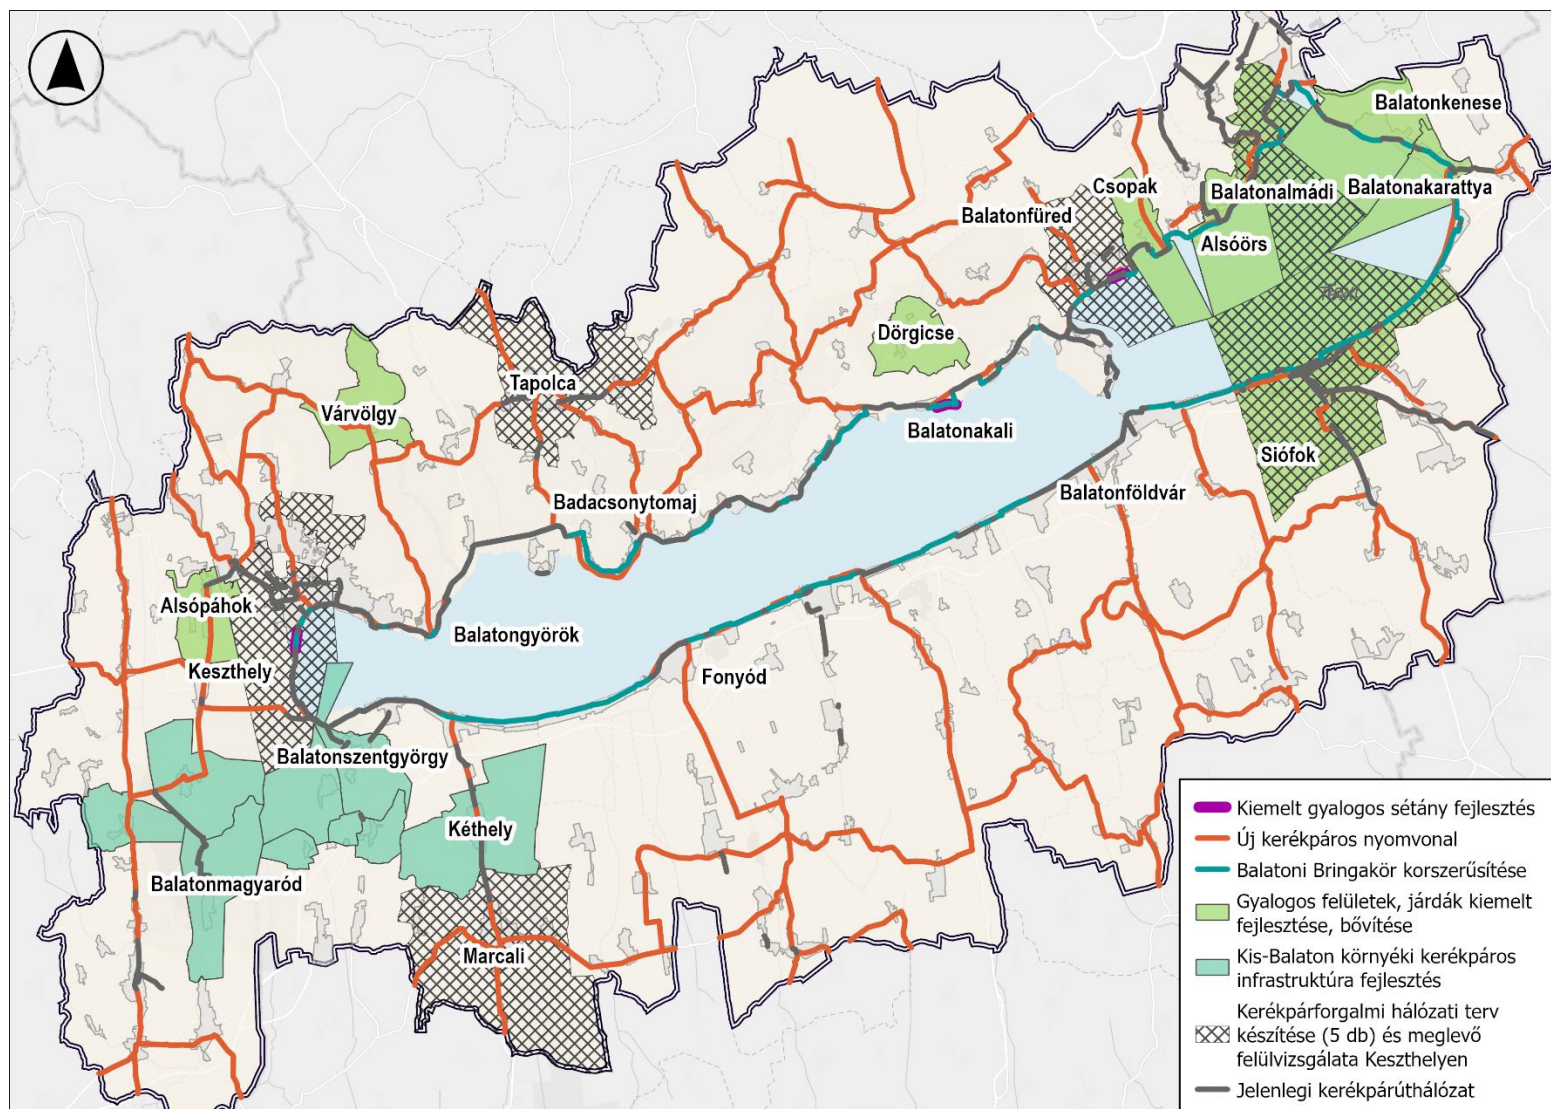 Balatonkenese
Csopak
Balatonalmádi
Balatonakarattya
Balatonfüred
Alsóörs
Dörgicse
Tapolca
Várvölgy
Balatonakali
Siófok
Badacsonytomaj
Balatonföldvár
Alsópáhok
Balatongyörök
Keszthely
Fonyód
Balatonszentgyörgy
Kéthely
Balatonmagyaród
Marcali
Kiemelt gyalogos sétány fejlesztés
Új kerékpáros nyomvonal
Balatoni Bringakör korszerűsítése
Gyalogos felületek, járdák kiemelt
fejlesztése, bővítése
Kis-Balaton környéki kerékpáros
infrastruktúra fejlesztés
Kerékpárforgalmi hálózati terv
készítése (5 db) és meglevő
felülvizsgálata Keszthelyen
Jelenlegi kerékpárúthálózat